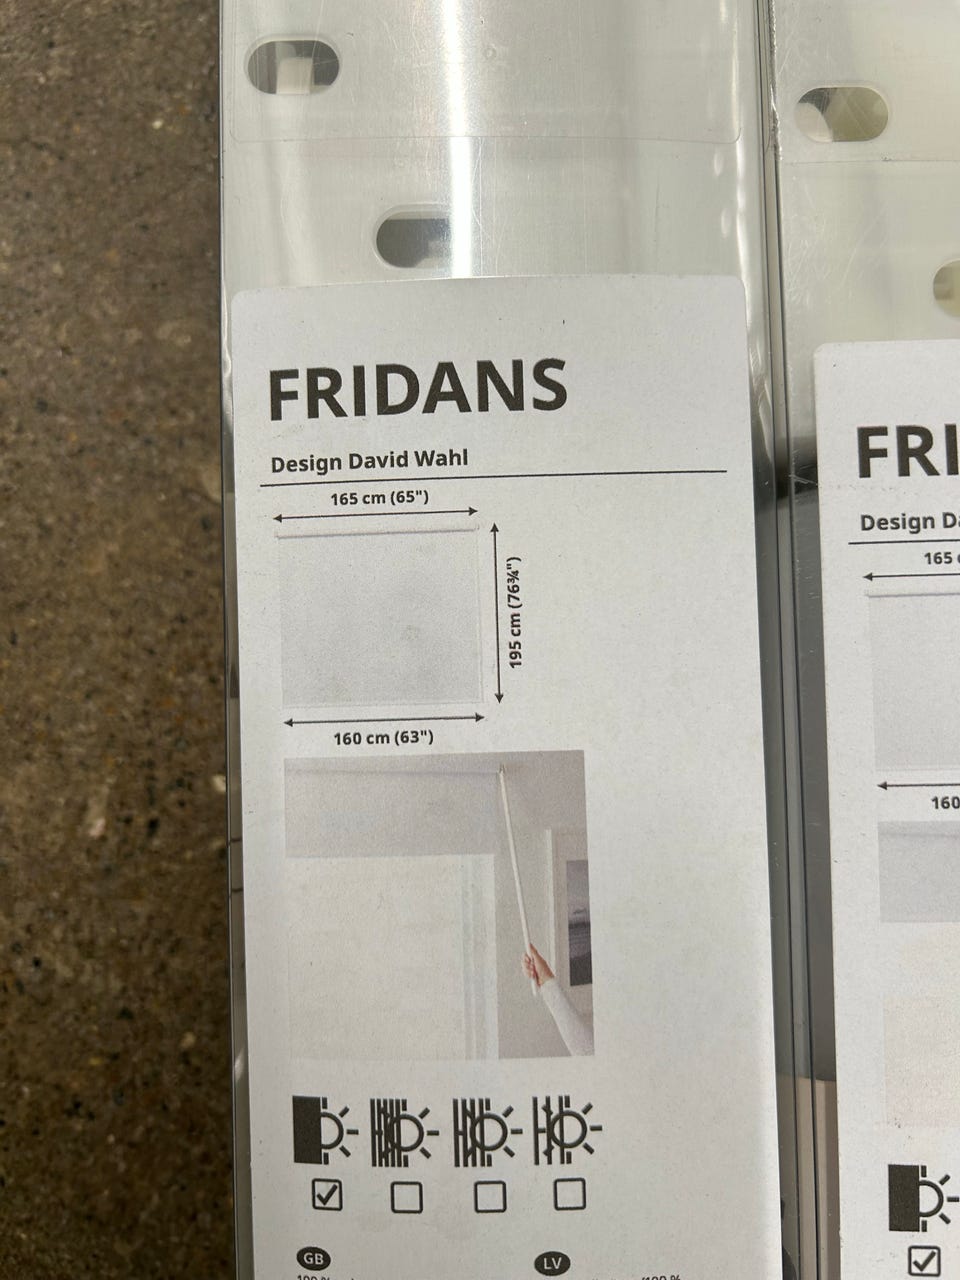 FRIDANS
Design David Wahl
165 cm (65")
195 cm (76¾")
160 cm (63")
GB
LV
FRI
Design Da
165
160